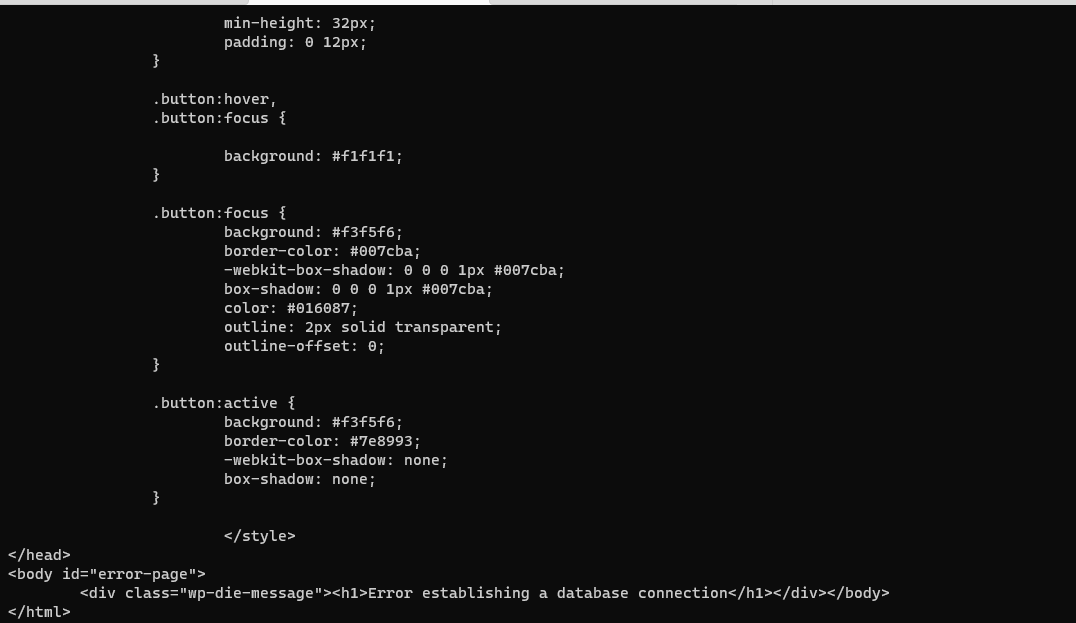 min-height: 32px;
padding: 0 12px;
}
.button:hover,
.button:focus {
background: #f1f1f1;
}
.button:focus {
background: #f3f5f6;
border-color: #007cba;
-webkit-box-shadow: 0 0 0 1px #007cba;
box-shadow: 0 0 0 1px #007cba;
color: #016087;
outline: 2px solid transparent;
outline-offset: 0;
}
.button:active {
background: #f3f5f6;
border-color: #7e8993;
-webkit-box-shadow: none;
box-shadow: none;
}
</style>
</head>
<body id="error-page">
<div class="wp-die-message"><h1>Error establishing a database connection</h1></div></body>
</html>